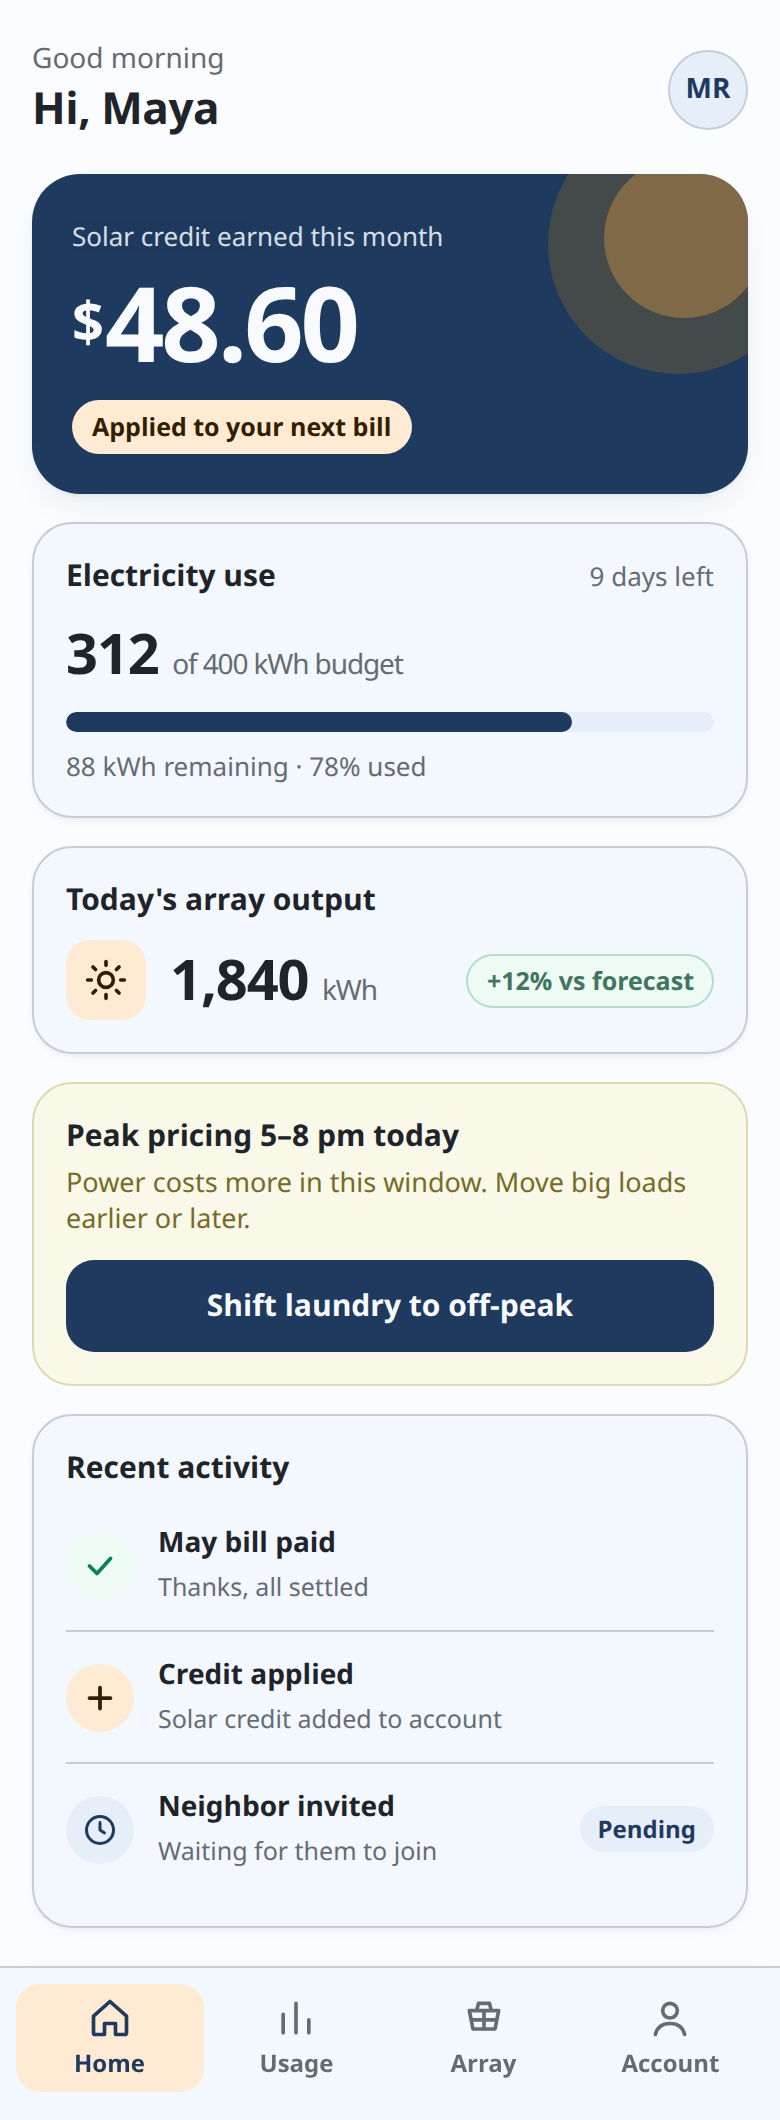 Good morning
Hi, Maya
MR
Solar credit earned this month
$48.60
Applied to your next bill
Electricity use
9 days left
312 of 400 kWh budget
88 kWh remaining · 78% used
Today's array output
1,840 kWh
+12% vs forecast
Peak pricing 5–8 pm today
Power costs more in this window. Move big loads
earlier or later.
Shift laundry to off-peak
Recent activity
May bill paid
Thanks, all settled
Credit applied
Solar credit added to account
Neighbor invited
Waiting for them to join
Pending
Home
Usage
Array
Account